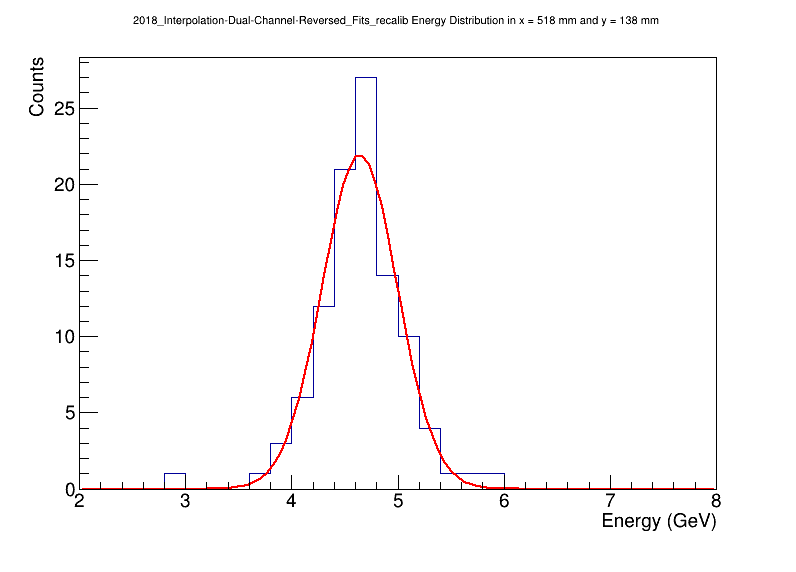 2018_Interpolation-Dual-Channel-Reversed_Fits_recalib Energy Distribution in x = 518 mm and y = 138 mm
Counts
25
20
15
10
5
0
2 3 4 5 6 7 8
Energy (GeV)